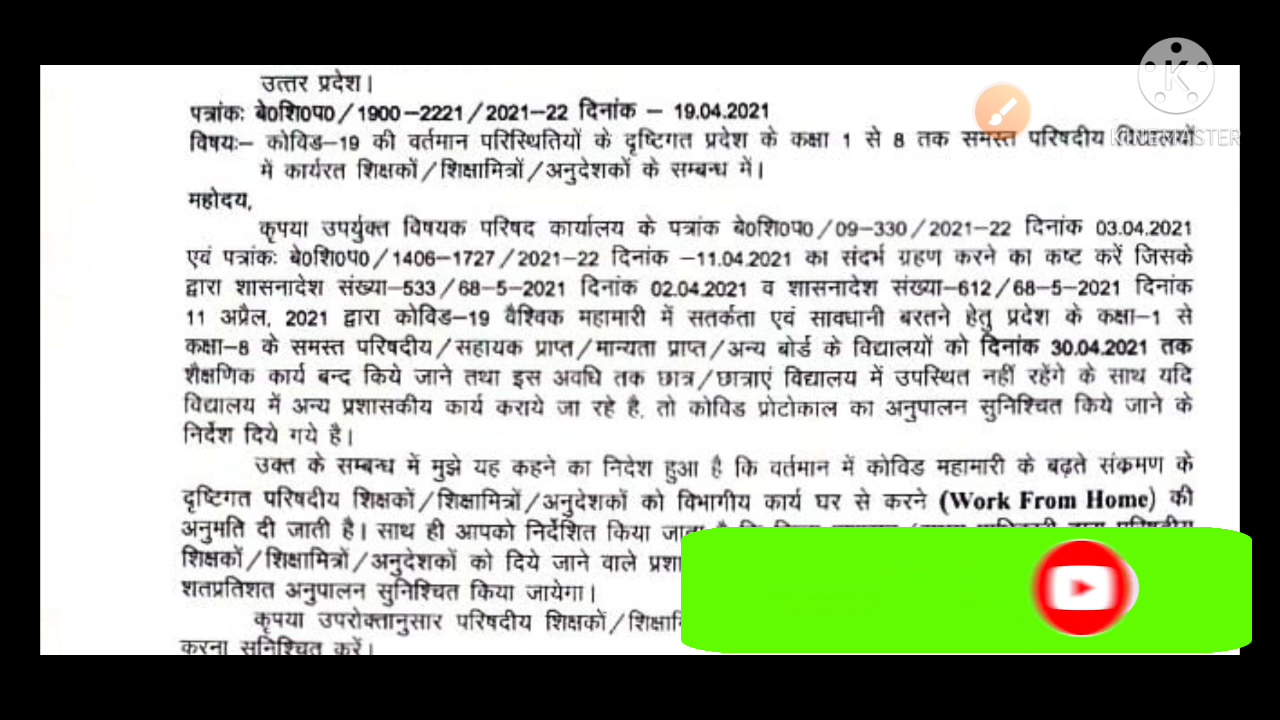 उत्तर प्रदेश।
पत्रांकः बे0शि0प0/1900-2221/2021-22 दिनांक - 19.04.2021
विषयः- कोविड-19 की वर्तमान परिस्थितियों के दृष्टिगत प्रदेश के कक्षा 1 से 8 तक समस्त परिषदीय विद्यालयों
में कार्यरत शिक्षकों/शिक्षामित्रों/अनुदेशकों के सम्बन्ध में।
महोदय,
कृपया उपर्युक्त विषयक परिषद कार्यालय के पत्रांक बे0शि0प0/09-330/2021-22 दिनांक 03.04.2021
एवं पत्रांकः बे0शि0प0/1406-1727/2021-22 दिनांक -11.04.2021 का संदर्भ ग्रहण करने का कष्ट करें जिसके
द्वारा शासनादेश संख्या-533/68-5-2021 दिनांक 02.04.2021 व शासनादेश संख्या-612/68-5-2021 दिनांक
11 अप्रैल, 2021 द्वारा कोविड-19 वैश्विक महामारी में सतर्कता एवं सावधानी बरतने हेतु प्रदेश के कक्षा-1 से
कक्षा-8 के समस्त परिषदीय/सहायक प्राप्त/मान्यता प्राप्त/अन्य बोर्ड के विद्यालयों को दिनांक 30.04.2021 तक
शैक्षणिक कार्य बन्द किये जाने तथा इस अवधि तक छात्र/छात्राएं विद्यालय में उपस्थित नहीं रहेंगे के साथ यदि
विद्यालय में अन्य प्रशासकीय कार्य कराये जा रहे है, तो कोविड प्रोटोकाल का अनुपालन सुनिश्चित किये जाने के
निर्देश दिये गये है।
उक्त के सम्बन्ध में मुझे यह कहने का निदेश हुआ है कि वर्तमान में कोविड महामारी के बढ़ते संक्रमण के
दृष्टिगत परिषदीय शिक्षकों/शिक्षामित्रों/अनुदेशकों को विभागीय कार्य घर से करने (Work From Home) की
अनुमति दी जाती है। साथ ही आपको निर्देशित किया जाता
शिक्षकों/शिक्षामित्रों/अनुदेशकों को दिये जाने वाले
शतप्रतिशत अनुपालन सुनिश्चित किया जायेगा।
कृपया उपरोक्तानुसार परिषदीय
करना सुनिश्चित करें।
K
KINEMASTER